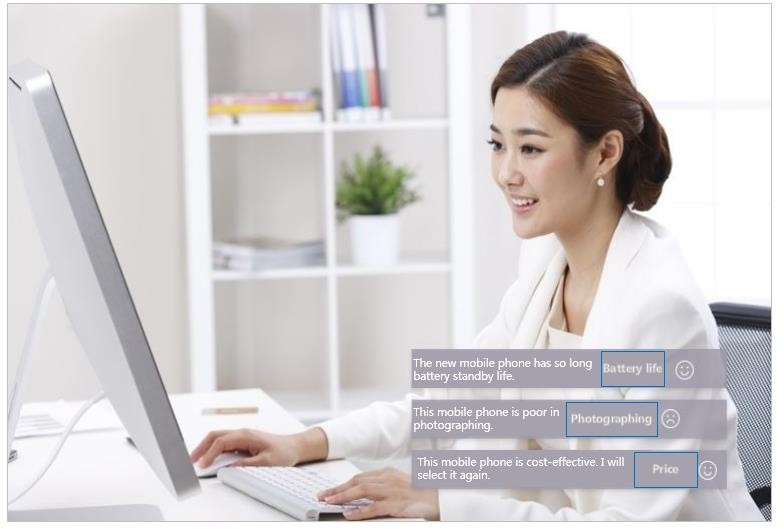 The new mobile phone has so long
battery standby life.
Battery life
This mobile phone is poor in
photographing.
Photographing
This mobile phone is cost-effective. I will
select it again.
Price